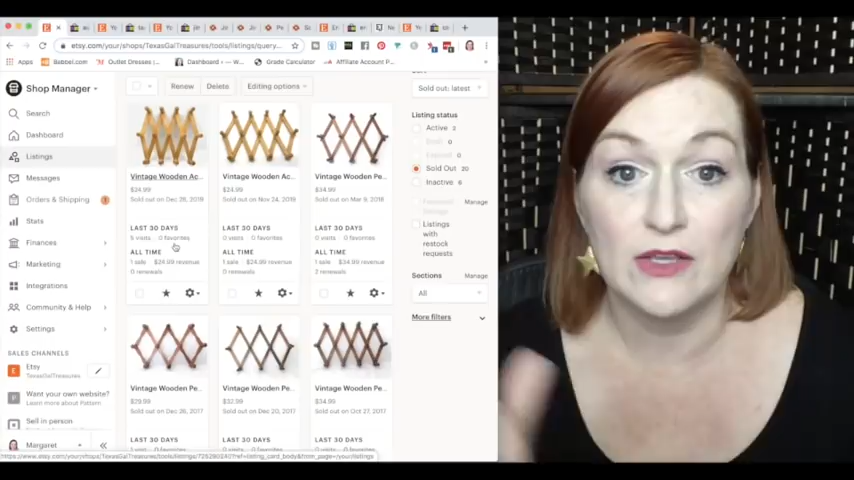 etsy.com/your/shops/TexasGalTreasures/tools/listings/query...
Babbel.com
Outlet Dresses |...
Dashboard ‹ — W...
Grade Calculator
Affiliate Account P...
Shop Manager
Search
Dashboard
Listings
Messages
Orders & Shipping
Stats
Finances
Marketing
Integrations
Community & Help
Settings
SALES CHANNELS
Etsy
TexasGalTreasures
Want your own website?
Learn more about Pattern
Sell in person
Margaret
Renew
Delete
Editing options
Vintage Wooden Ac...
$24.99
Sold out on Dec 28, 2019
LAST 30 DAYS
5 visits 0 favorites
ALL TIME
1 sale $24.99 revenue
0 renewals
Vintage Wooden Ac...
$24.99
Sold out on Nov 24, 2019
LAST 30 DAYS
0 visits 0 favorites
ALL TIME
1 sale $24.99 revenue
0 renewals
Vintage Wooden Pe...
$34.99
Sold out on Mar 9, 2018
LAST 30 DAYS
0 visits 0 favorites
ALL TIME
1 sale $34.99 revenue
2 renewals
Vintage Wooden Pe...
$29.99
Sold out on Dec 26, 2017
LAST 30 DAYS
Vintage Wooden Pe...
$32.99
Sold out on Dec 20, 2017
LAST 30 DAYS
Vintage Wooden Pe...
$34.99
Sold out on Oct 27, 2017
LAST 30 DAYS
Sold out: latest
Listing status
Active 2
Draft 0
Expired 0
Sold Out 20
Inactive 6
Manage
Listings
with
restock
requests
Sections
Manage
All
More filters